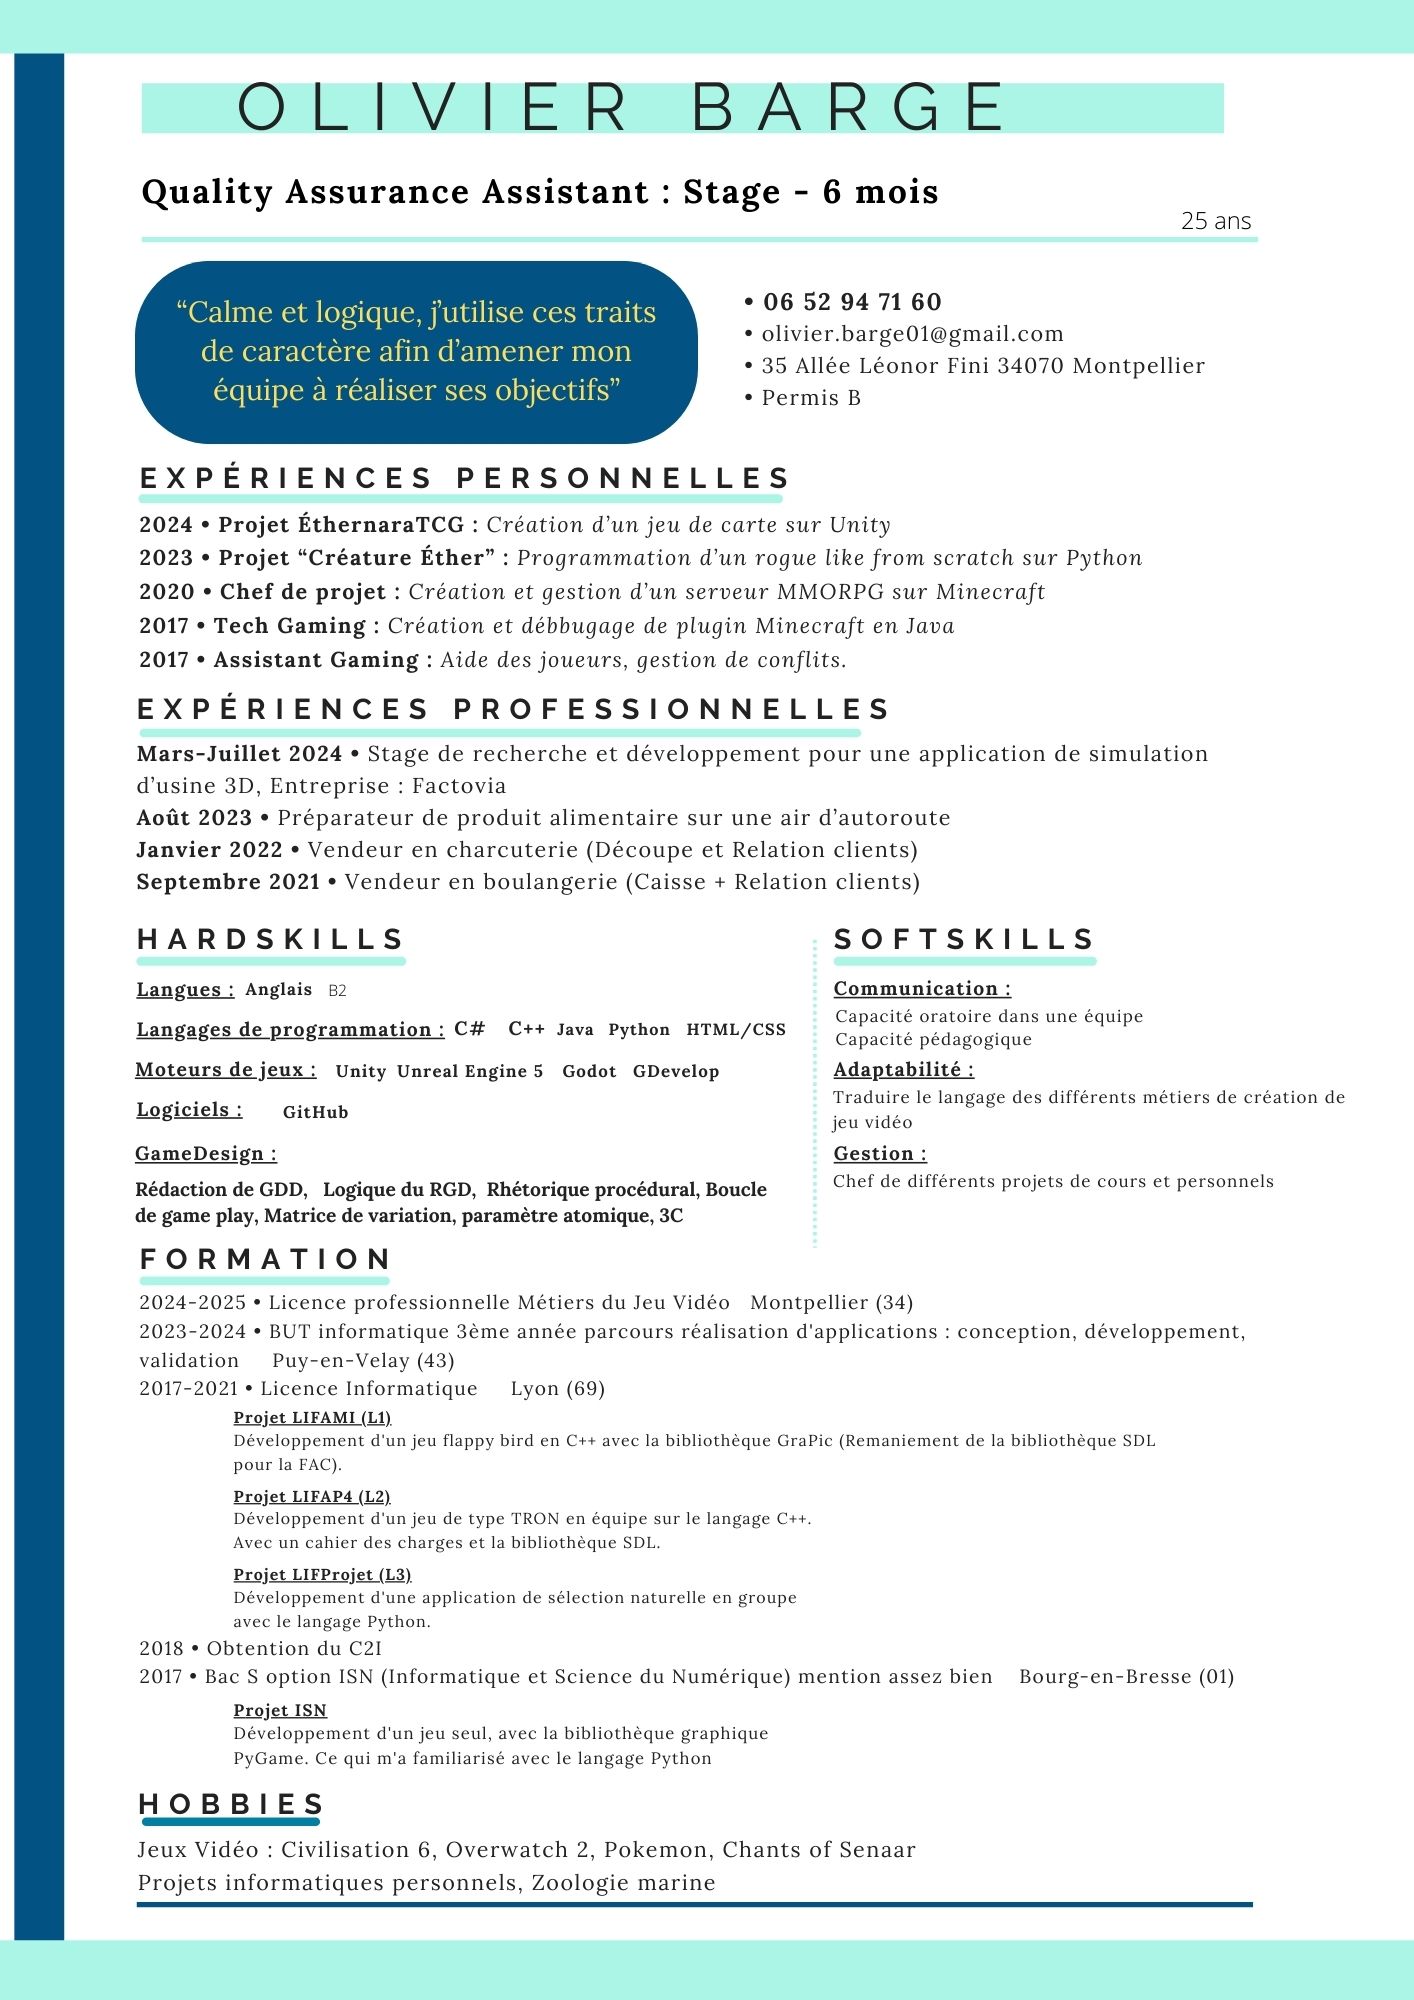 OLIVIER BARGE
Quality Assurance Assistant : Stage - 6 mois
25 ans
“Calme et logique, j’utilise ces traits
de caractère afin d’amener mon
équipe à réaliser ses objectifs”
• 06 52 94 71 60
• olivier.barge01@gmail.com
• 35 Allée Léonor Fini 34070 Montpellier
• Permis B
EXPÉRIENCES PERSONNELLES
2024 • Projet ÉthernaraTCG : Création d’un jeu de carte sur Unity
2023 • Projet “Créature Éther” : Programmation d’un rogue like from scratch sur Python
2020 • Chef de projet : Création et gestion d’un serveur MMORPG sur Minecraft
2017 • Tech Gaming : Création et débbugage de plugin Minecraft en Java
2017 • Assistant Gaming : Aide des joueurs, gestion de conflits.
EXPÉRIENCES PROFESSIONNELLES
Mars-Juillet 2024 • Stage de recherche et développement pour une application de simulation
d’usine 3D, Entreprise : Factovia
Août 2023 • Préparateur de produit alimentaire sur une air d’autoroute
Janvier 2022 • Vendeur en charcuterie (Découpe et Relation clients)
Septembre 2021 • Vendeur en boulangerie (Caisse + Relation clients)
HARDSKILLS
Langues : Anglais B2
Langages de programmation : C# C++ Java Python HTML/CSS
Moteurs de jeux : Unity Unreal Engine 5 Godot GDevelop
Logiciels : GitHub
GameDesign :
Rédaction de GDD, Logique du RGD, Rhétorique procédural, Boucle
de game play, Matrice de variation, paramètre atomique, 3C
SOFTSKILLS
Communication :
Capacité oratoire dans une équipe
Capacité pédagogique
Adaptabilité :
Traduire le langage des différents métiers de création de
jeu vidéo
Gestion :
Chef de différents projets de cours et personnels
FORMATION
2024-2025 • Licence professionnelle Métiers du Jeu Vidéo Montpellier (34)
2023-2024 • BUT informatique 3ème année parcours réalisation d'applications : conception, développement,
validation Puy-en-Velay (43)
2017-2021 • Licence Informatique Lyon (69)
Projet LIFAMI (L1)
Développement d'un jeu flappy bird en C++ avec la bibliothèque GraPic (Remaniement de la bibliothèque SDL
pour la FAC).
Projet LIFAP4 (L2)
Développement d'un jeu de type TRON en équipe sur le langage C++.
Avec un cahier des charges et la bibliothèque SDL.
Projet LIFProjet (L3)
Développement d'une application de sélection naturelle en groupe
avec le langage Python.
2018 • Obtention du C2I
2017 • Bac S option ISN (Informatique et Science du Numérique) mention assez bien Bourg-en-Bresse (01)
Projet ISN
Développement d'un jeu seul, avec la bibliothèque graphique
PyGame. Ce qui m'a familiarisé avec le langage Python
HOBBIES
Jeux Vidéo : Civilisation 6, Overwatch 2, Pokemon, Chants of Senaar
Projets informatiques personnels, Zoologie marine